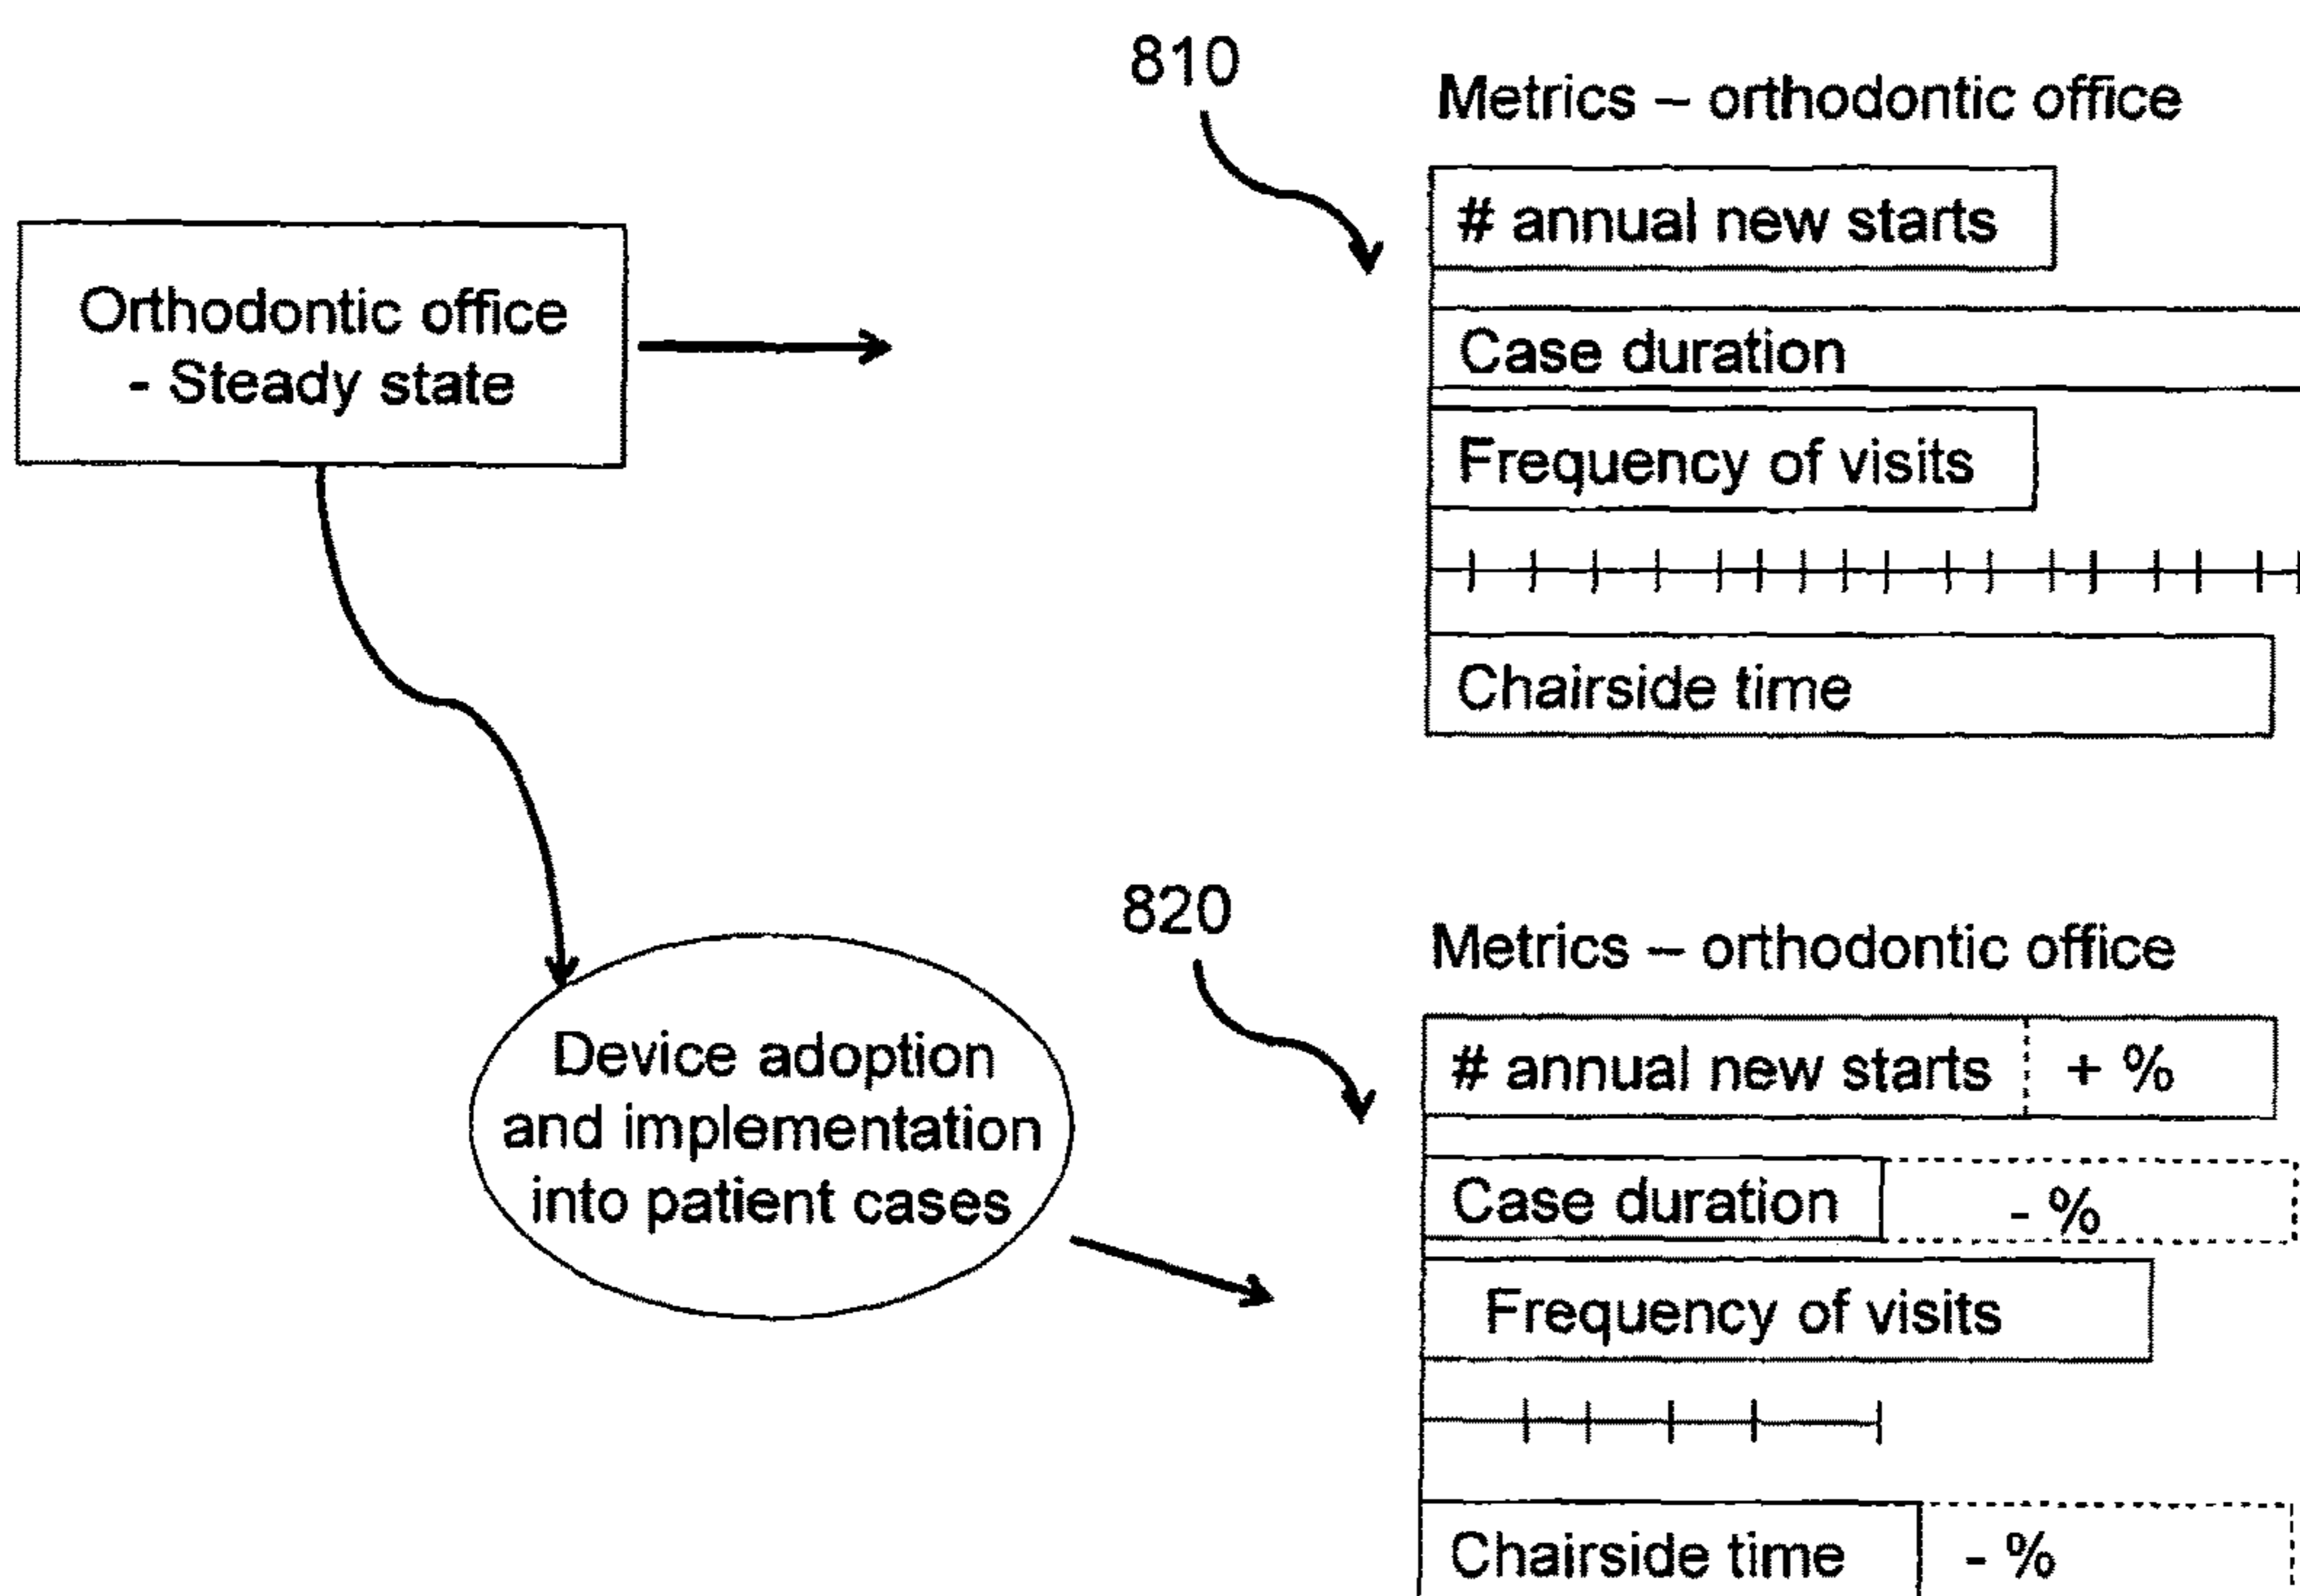 810
Metrics – orthodontic office
# annual new starts
Orthodontic office
- Steady state
Case duration
Frequency of visits
Chairside time
820
Metrics – orthodontic office
# annual new starts + %
Device adoption
and implementation
into patient cases
Case duration - %
Frequency of visits
Chairside time - %